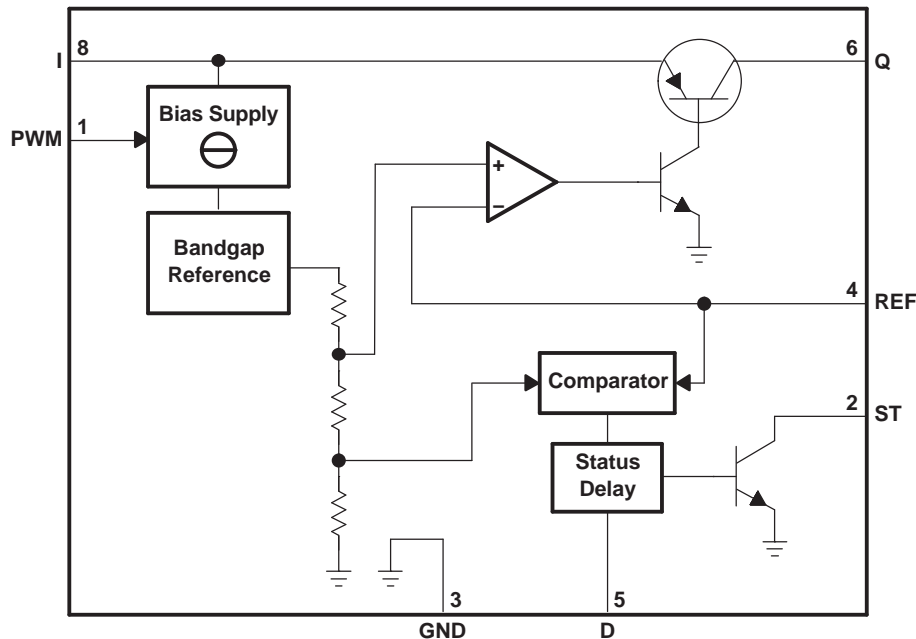 8
I
6
Q
Bias Supply
1
PWM
+
−
Bandgap
Reference
4
REF
Comparator
2
ST
Status
Delay
3
GND
5
D